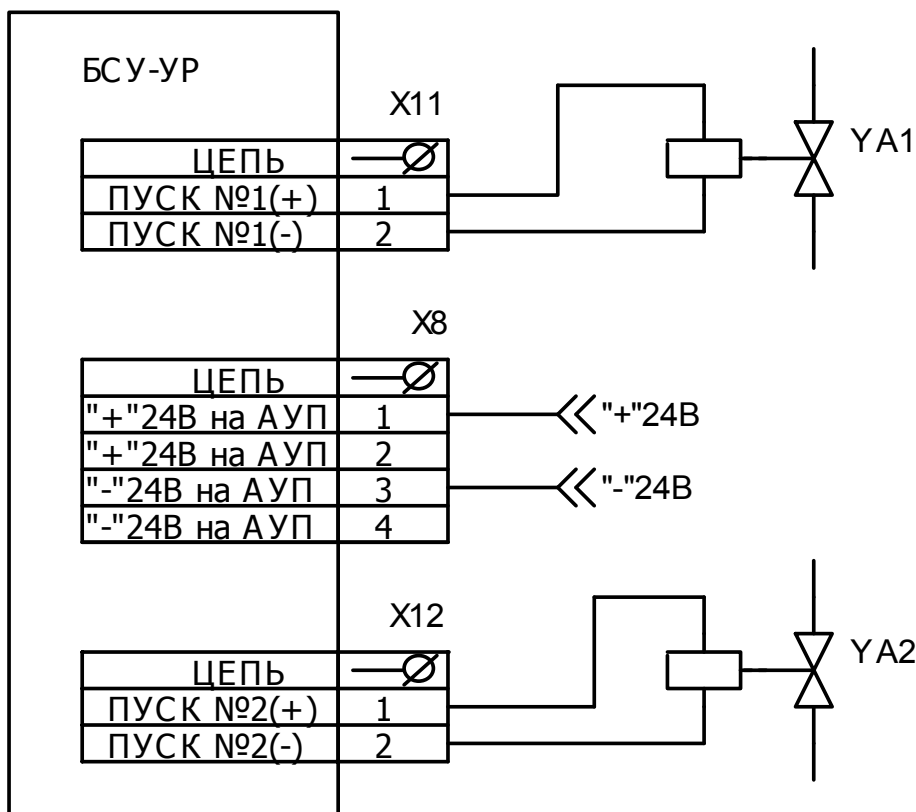 БСУ-УР
X11
ЦЕПЬ
ПУСК №1(+) 1
YA1
ПУСК №1(-) 2
X8
ЦЕПЬ
"+"24В на АУП 1 "+"24В
"+"24В на АУП 2
"-"24В на АУП 3 "-"24В
"-"24В на АУП 4
X12
ЦЕПЬ
YA2
ПУСК №2(+) 1
ПУСК №2(-) 2